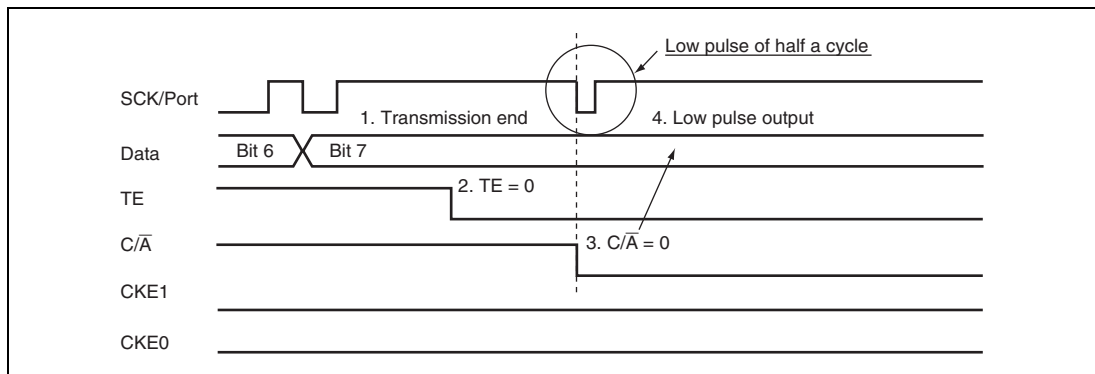 Low pulse of half a cycle
SCK/Port
1. Transmission end
4. Low pulse output
Data
Bit 6
Bit 7
TE
2. TE = 0
C/A̅
3. C/A̅ = 0
CKE1
CKE0